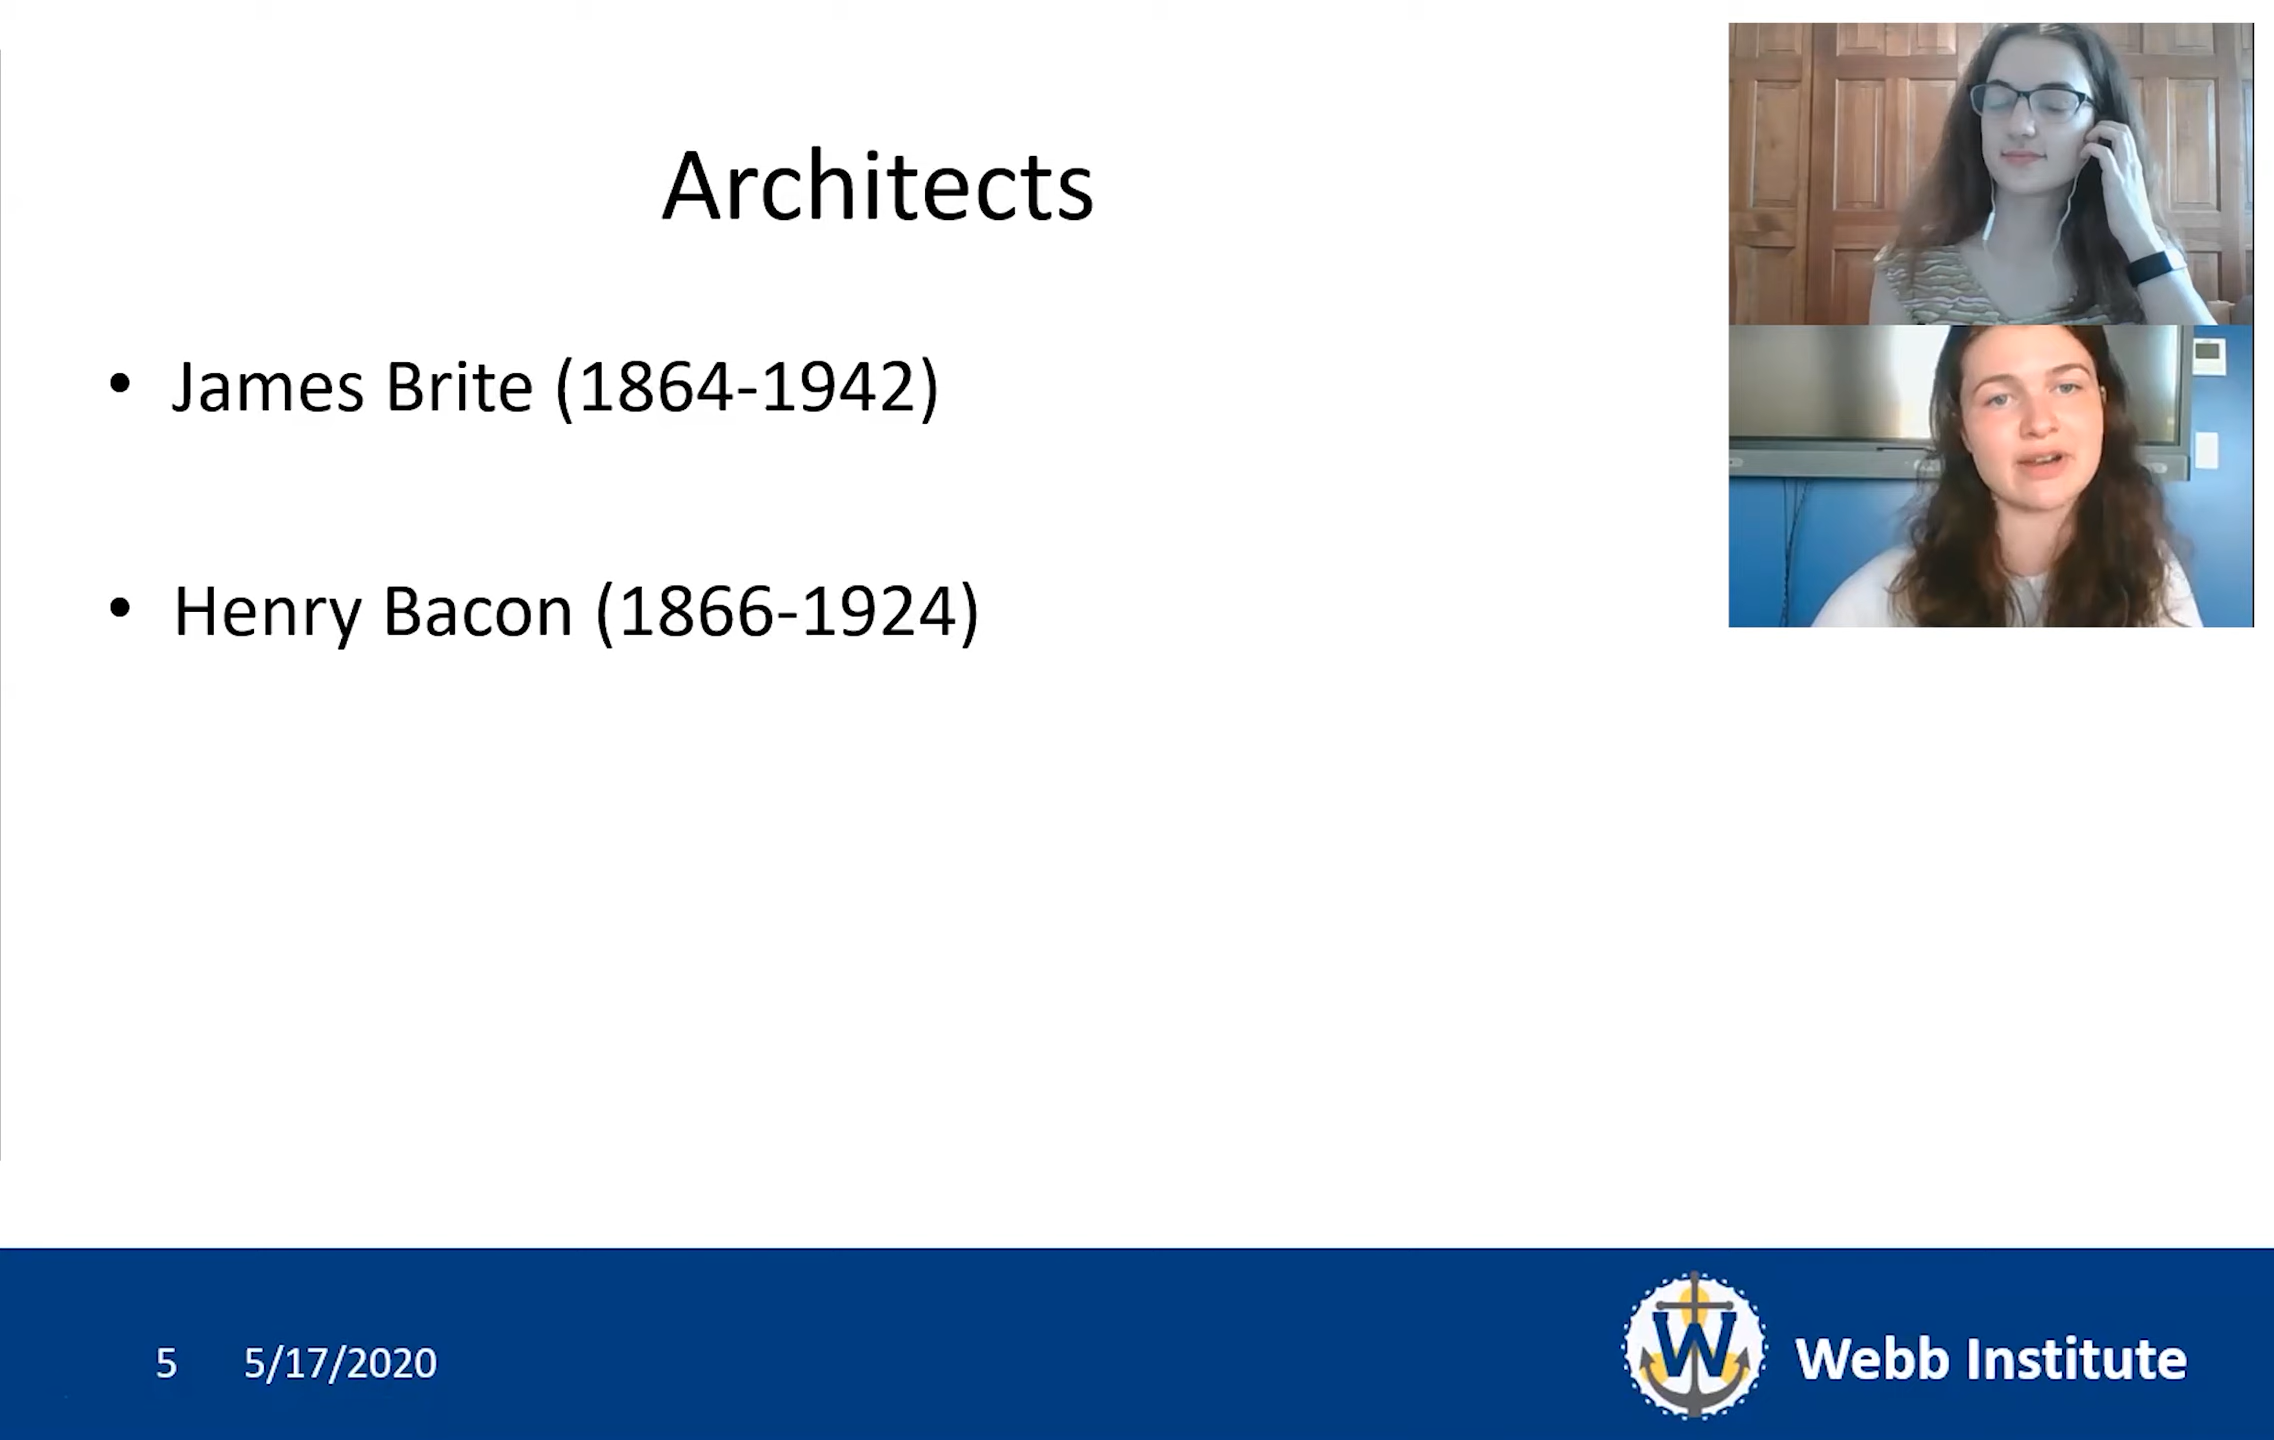 Architects
• James Brite (1864-1942)
• Henry Bacon (1866-1924)
5 5/17/2020
W
Webb Institute